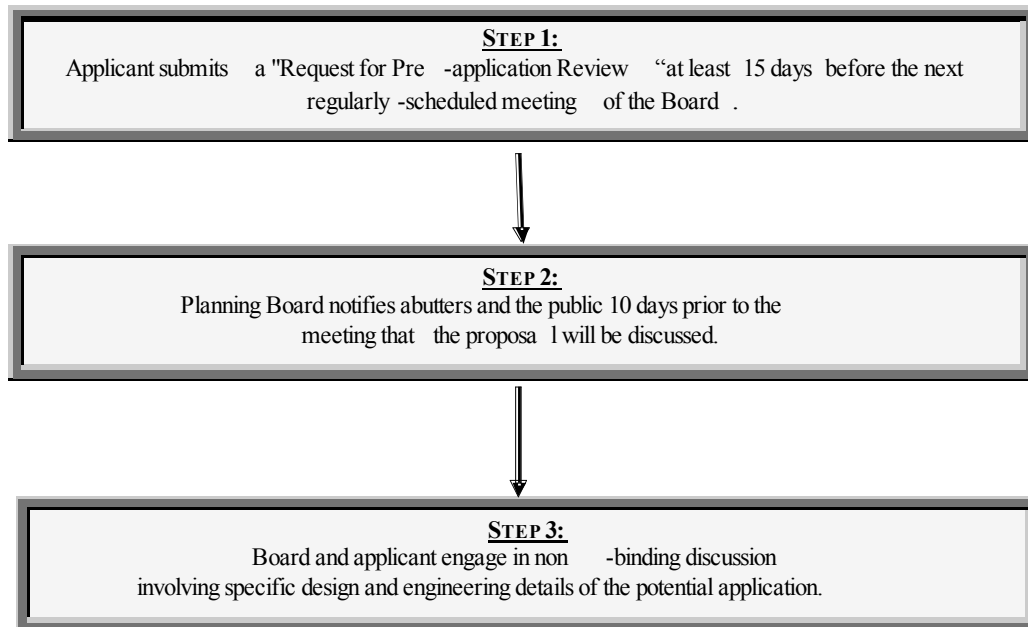 STEP 1:
Applicant submits a "Request for Pre -application Review “at least 15 days before the next
regularly -scheduled meeting of the Board .
STEP 2:
Planning Board notifies abutters and the public 10 days prior to the
meeting that the proposa l will be discussed.
STEP 3:
Board and applicant engage in non -binding discussion
involving specific design and engineering details of the potential application.